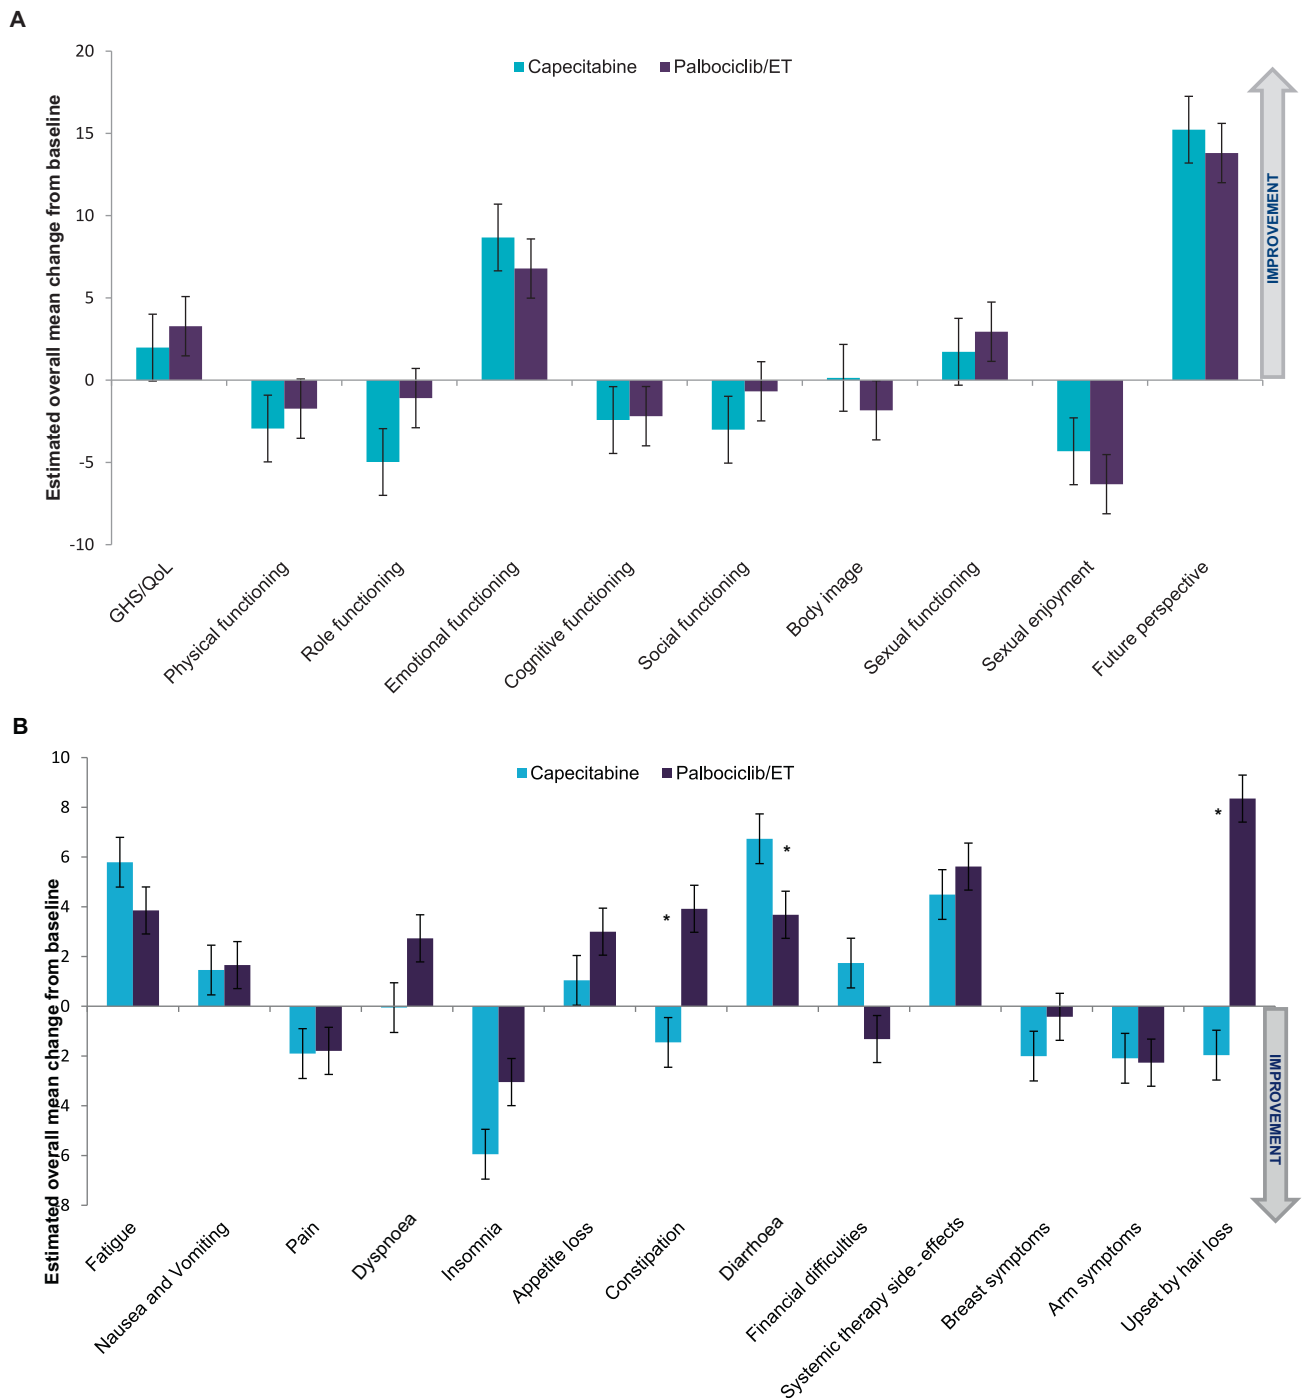 A
20
15
10
5
0
-5
-10
Estimated overall mean change from baseline
Capecitabine Palbociclib/ET
IMPROVEMENT
GHS/QoL
Physical functioning
Role functioning
Emotional functioning
Cognitive functioning
Social functioning
Body image
Sexual functioning
Sexual enjoyment
Future perspective
B
10
8
6
4
2
0
-2
-4
-6
-8
Estimated overall mean change from baseline
Capecitabine Palbociclib/ET
*
*
*
IMPROVEMENT
Fatigue
Nausea and Vomiting
Pain
Dyspnoea
Insomnia
Appetite loss
Constipation
Diarrhoea
Financial difficulties
Systemic therapy side - effects
Breast symptoms
Arm symptoms
Upset by hair loss